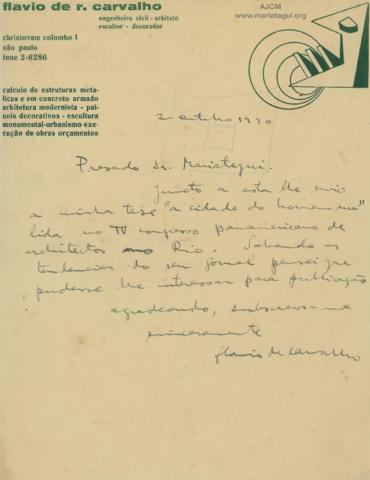 flavio de r. carvalho
engenheiro civil - arkiteto
escultor - decorador
christovam colombo 1
são paulo
fone 2-6286
calculo de estruturas meta-
licas e em concreto armado
arkitetura modernista - pai-
neis decorativos - escultura
monumental-urbanismo exe-
cução de obras orçamentos
AJCM
www.mariategui.org
2 outubro 1930
Presado Sr. Mariategui.
Junto a esta lhe envio
a minha tese "a cidade do homem nu"
lida no IV congresso panamericano de
architectos Rio. Sabendo as
tendencias do seu jornal pensei que
pudesse lhe interessar para publicação
agradecendo, subscrevo-me
sinceramente
flavio de Carvalho